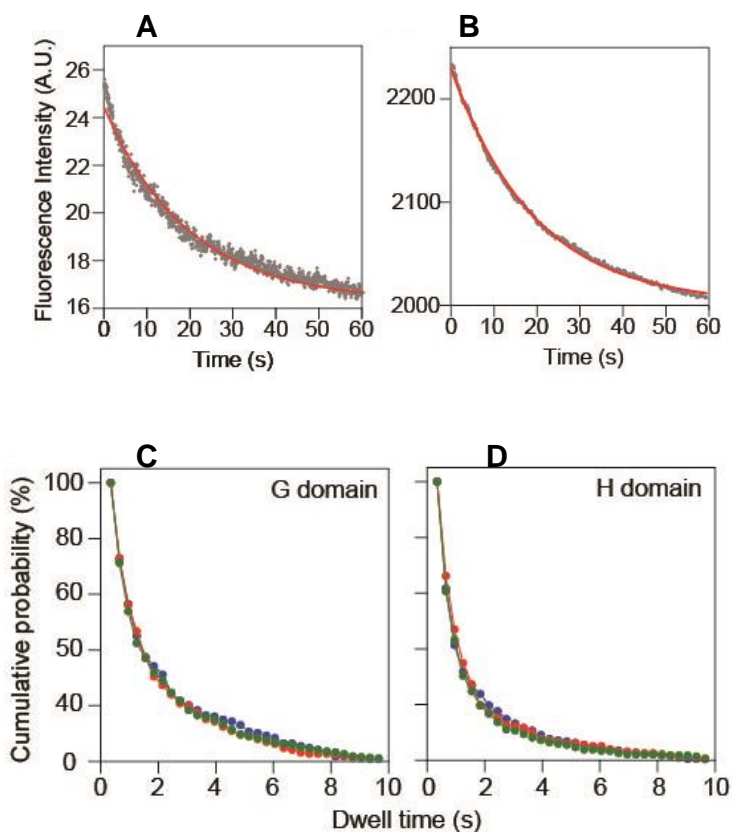 A
B
Fluorescence Intensity (A.U.)
26
24
22
20
18
16
0 10 20 30 40 50 60
Time (s)
2200
2100
2000
0 10 20 30 40 50 60
Time (s)
C
D
Cumulative probability (%)
100
80
60
50
40
0
G domain
0 2 4 6 8 10
H domain
0 2 4 6 8 10
Dwell time (s)